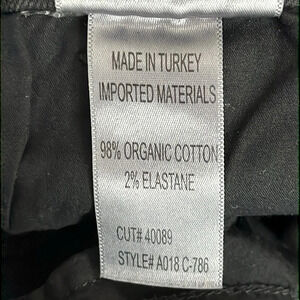 MADE IN TURKEY
IMPORTED MATERIALS
98% ORGANIC COTTON
2% ELASTANE
CUT# 40089
STYLE# A018 C-786